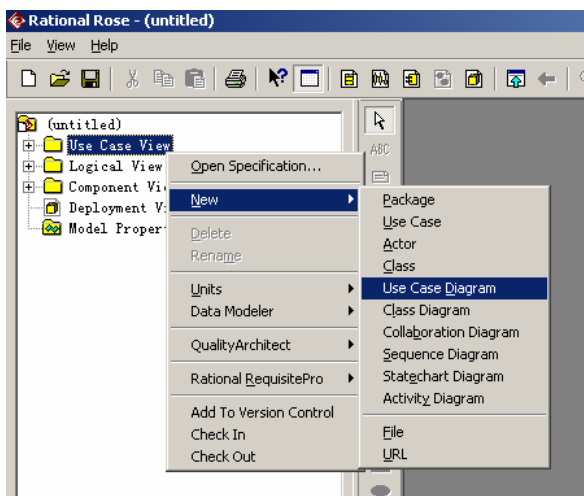 Rational Rose - (untitled)
File View Help
(untitled)
Use Case View
Logical View
Component Vi
Deployment V
Model Proper
ABC
Open Specification...
New
Delete
Rename
Units
Data Modeler
QualityArchitect
Rational RequisitePro
Add To Version Control
Check In
Check Out
Package
Use Case
Actor
Class
Use Case Diagram
Class Diagram
Collaboration Diagram
Sequence Diagram
Statechart Diagram
Activity Diagram
File
URL